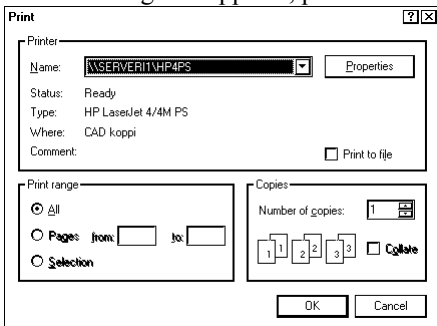 Print
Printer
Name: \\SERVERI1\HP4PS Properties
Status: Ready
Type: HP LaserJet 4/4M PS
Where: CAD koppi
Comment: Print to file
Print range
All
Pages from: to:
Selection
Copies
Number of copies: 1
1 1 2 2 3 3 Collate
OK Cancel